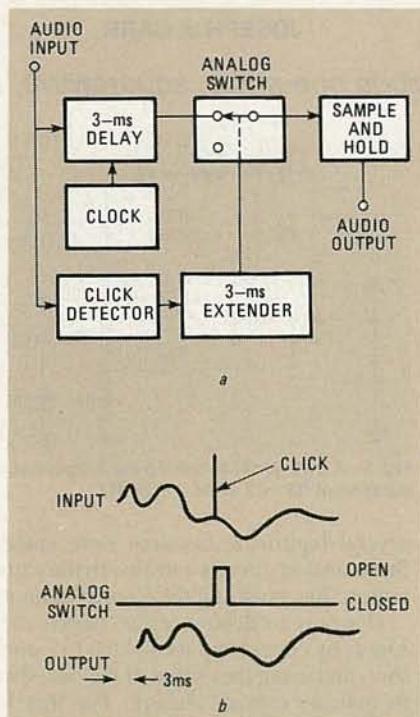 AUDIO
INPUT
3–ms
DELAY
ANALOG
SWITCH
SAMPLE
AND
HOLD
CLOCK
AUDIO
OUTPUT
CLICK
DETECTOR
3–ms
EXTENDER
a
CLICK
INPUT
OPEN
ANALOG
SWITCH
CLOSED
OUTPUT
3ms
b